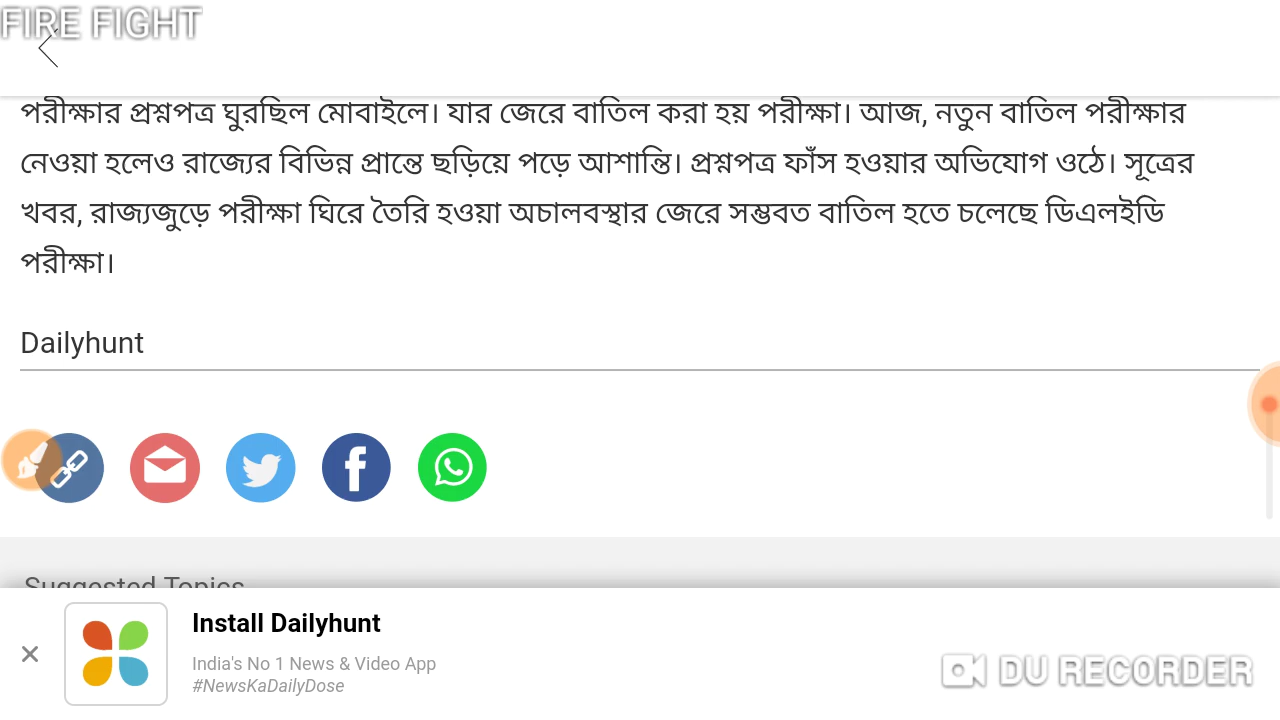 FIRE FIGHT
পরীক্ষার প্রশ্নপত্র ঘুরছিল মোবাইলে। যার জেরে বাতিল করা হয় পরীক্ষা। আজ, নতুন বাতিল পরীক্ষার
নেওয়া হলেও রাজ্যের বিভিন্ন প্রান্তে ছড়িয়ে পড়ে আশান্তি। প্রশ্নপত্র ফাঁস হওয়ার অভিযোগ ওঠে। সূত্রের
খবর, রাজ্যজুড়ে পরীক্ষা ঘিরে তৈরি হওয়া অচালবস্থার জেরে সম্ভবত বাতিল হতে চলেছে ডিএলইডি
পরীক্ষা।
Dailyhunt
Suggested Topics
Install Dailyhunt
India's No 1 News & Video App
#NewsKaDailyDose
DU RECORDER